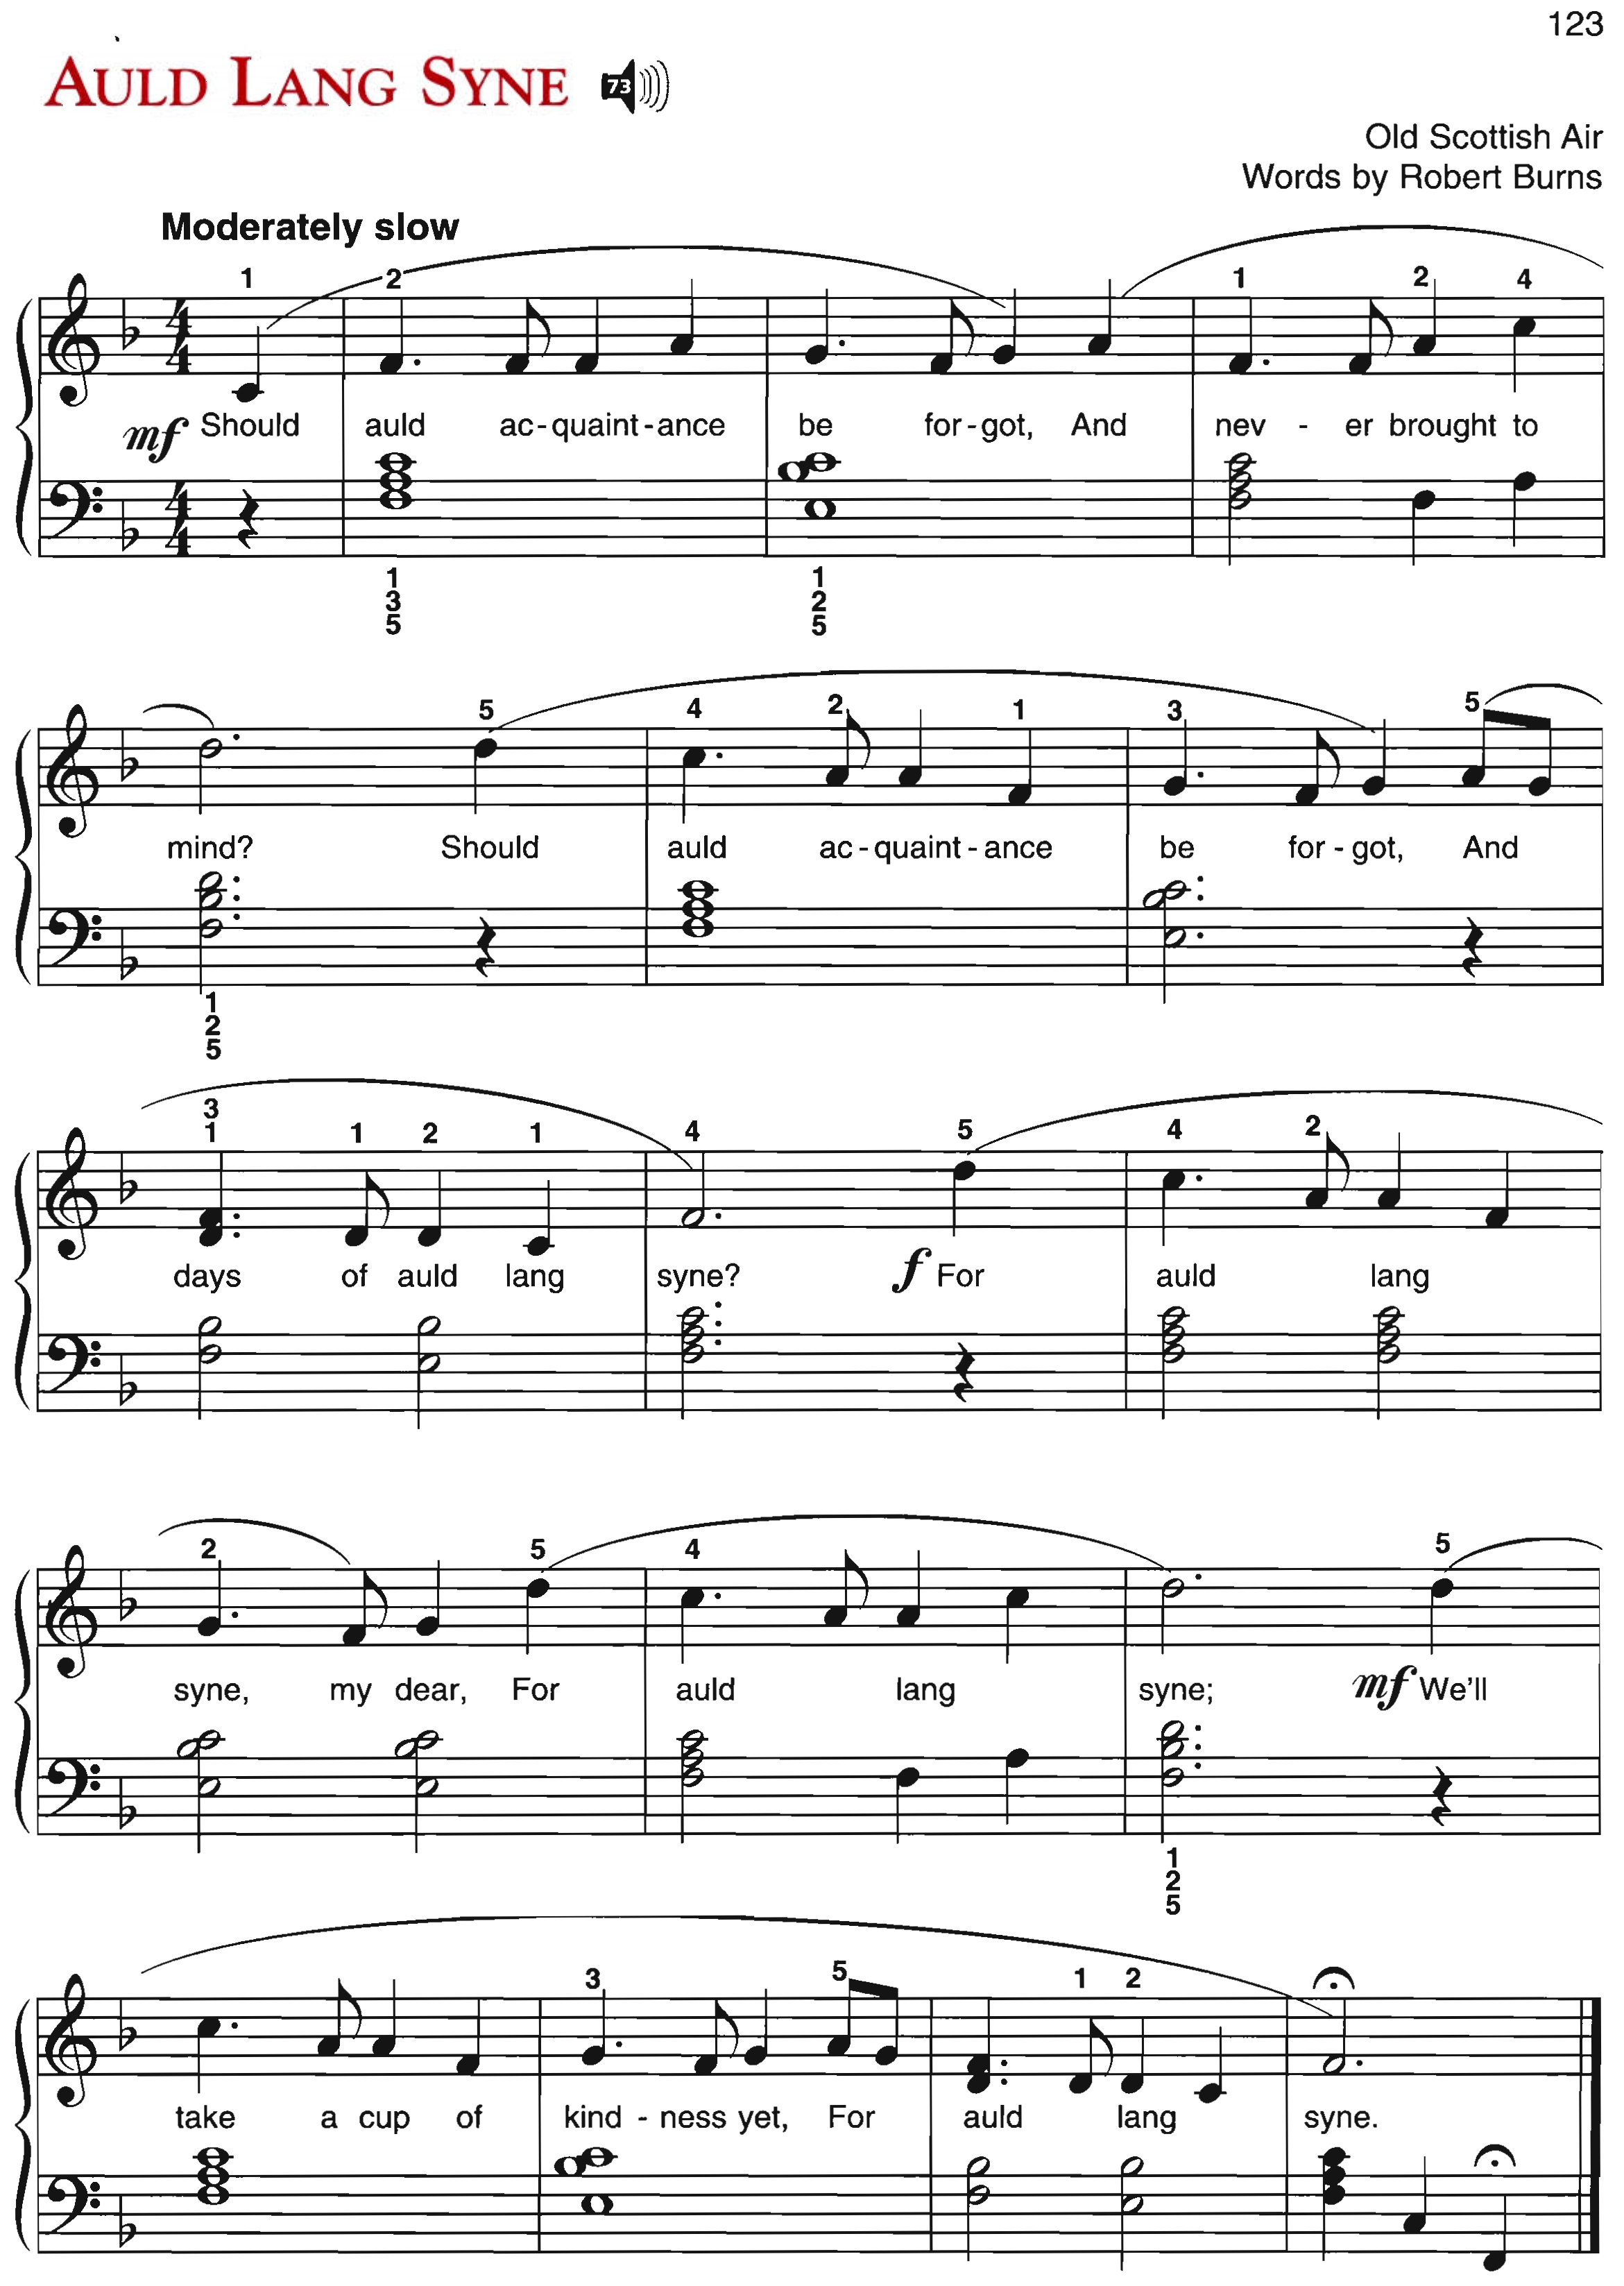 123
AULD LANG SYNE 73
Old Scottish Air
Words by Robert Burns
Moderately slow
1 2 1 2 4
mf Should auld ac-quaint-ance be for-got, And nev - er brought to
1 1
3 2
5 5
5 4 2 1 3 5
mind? Should auld ac-quaint-ance be for-got, And
1
2
5
3
1 1 2 1 4 5 4 2
days of auld lang syne? f For auld lang
2 5 4 5
syne, my dear, For auld lang syne; mf We'll
1
2
5
3 5 1 2
take a cup of kind - ness yet, For auld lang syne.